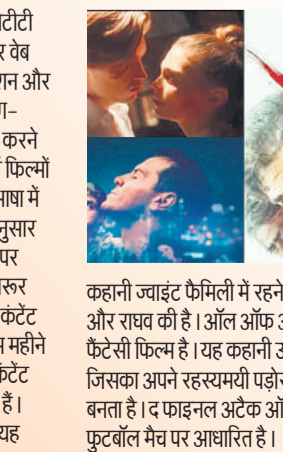 टीटी
र वेब
शन और
ग-
करने
फिल्मों
भाषा में
नुसार
पर
रूर
कंटेंट
महीने
कंटेंट
हैं।
यह
कहानी ज्वाइंट फैमिली में रहने
और राघव की है। ऑल ऑफ
फैंटेसी फिल्म है। यह कहानी उ
जिसका अपने रहस्यमयी पड़ोस
बनता है। द फाइनल अटैक ऑ
फुटबॉल मैच पर आधारित है।